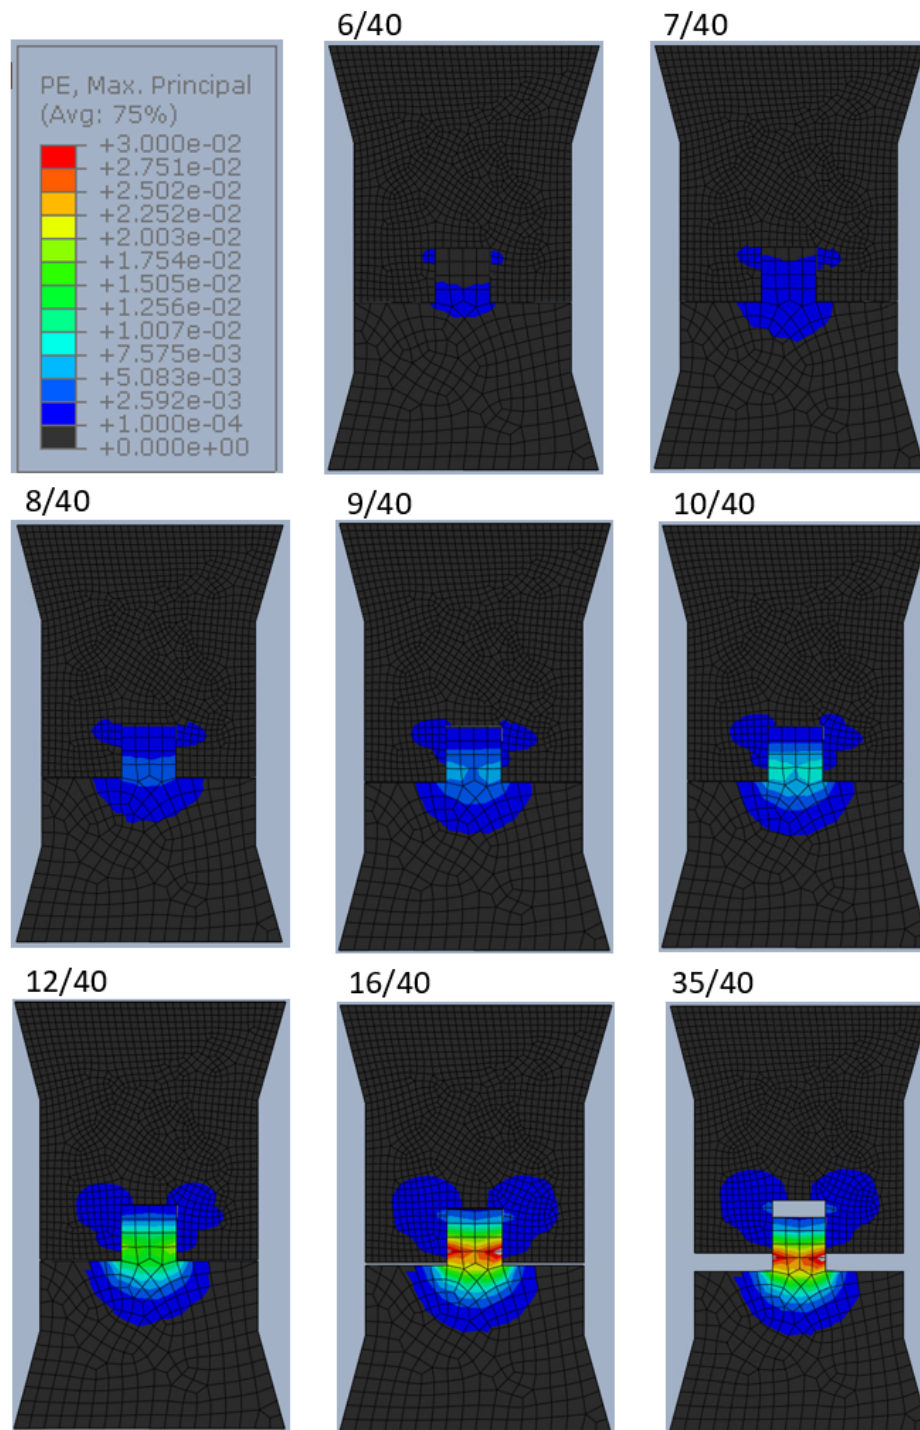 6/40
7/40
PE, Max. Principal
(Avg: 75%)
+3.000e-02
+2.751e-02
+2.502e-02
+2.252e-02
+2.003e-02
+1.754e-02
+1.505e-02
+1.256e-02
+1.007e-02
+7.575e-03
+5.083e-03
+2.592e-03
+1.000e-04
+0.000e+00
8/40
9/40
10/40
12/40
16/40
35/40